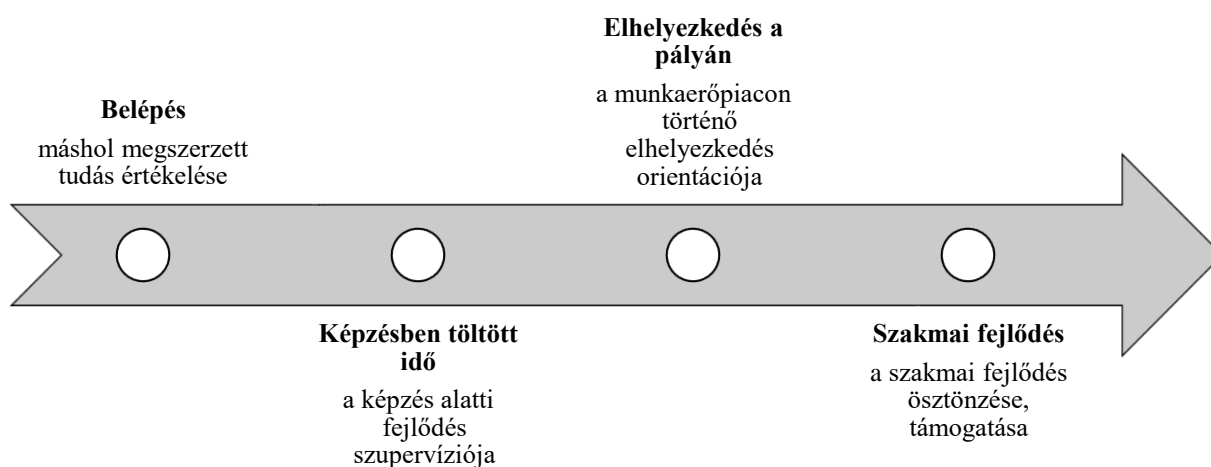 Belépés
máshol megszerzett
tudás értékelése
Képzésben töltött
idő
a képzés alatti
fejlődés
szupervíziója
Elhelyezkedés a
pályán
a munkaerőpiacon
történő
elhelyezkedés
orientációja
Szakmai fejlődés
a szakmai fejlődés
ösztönzése,
támogatása